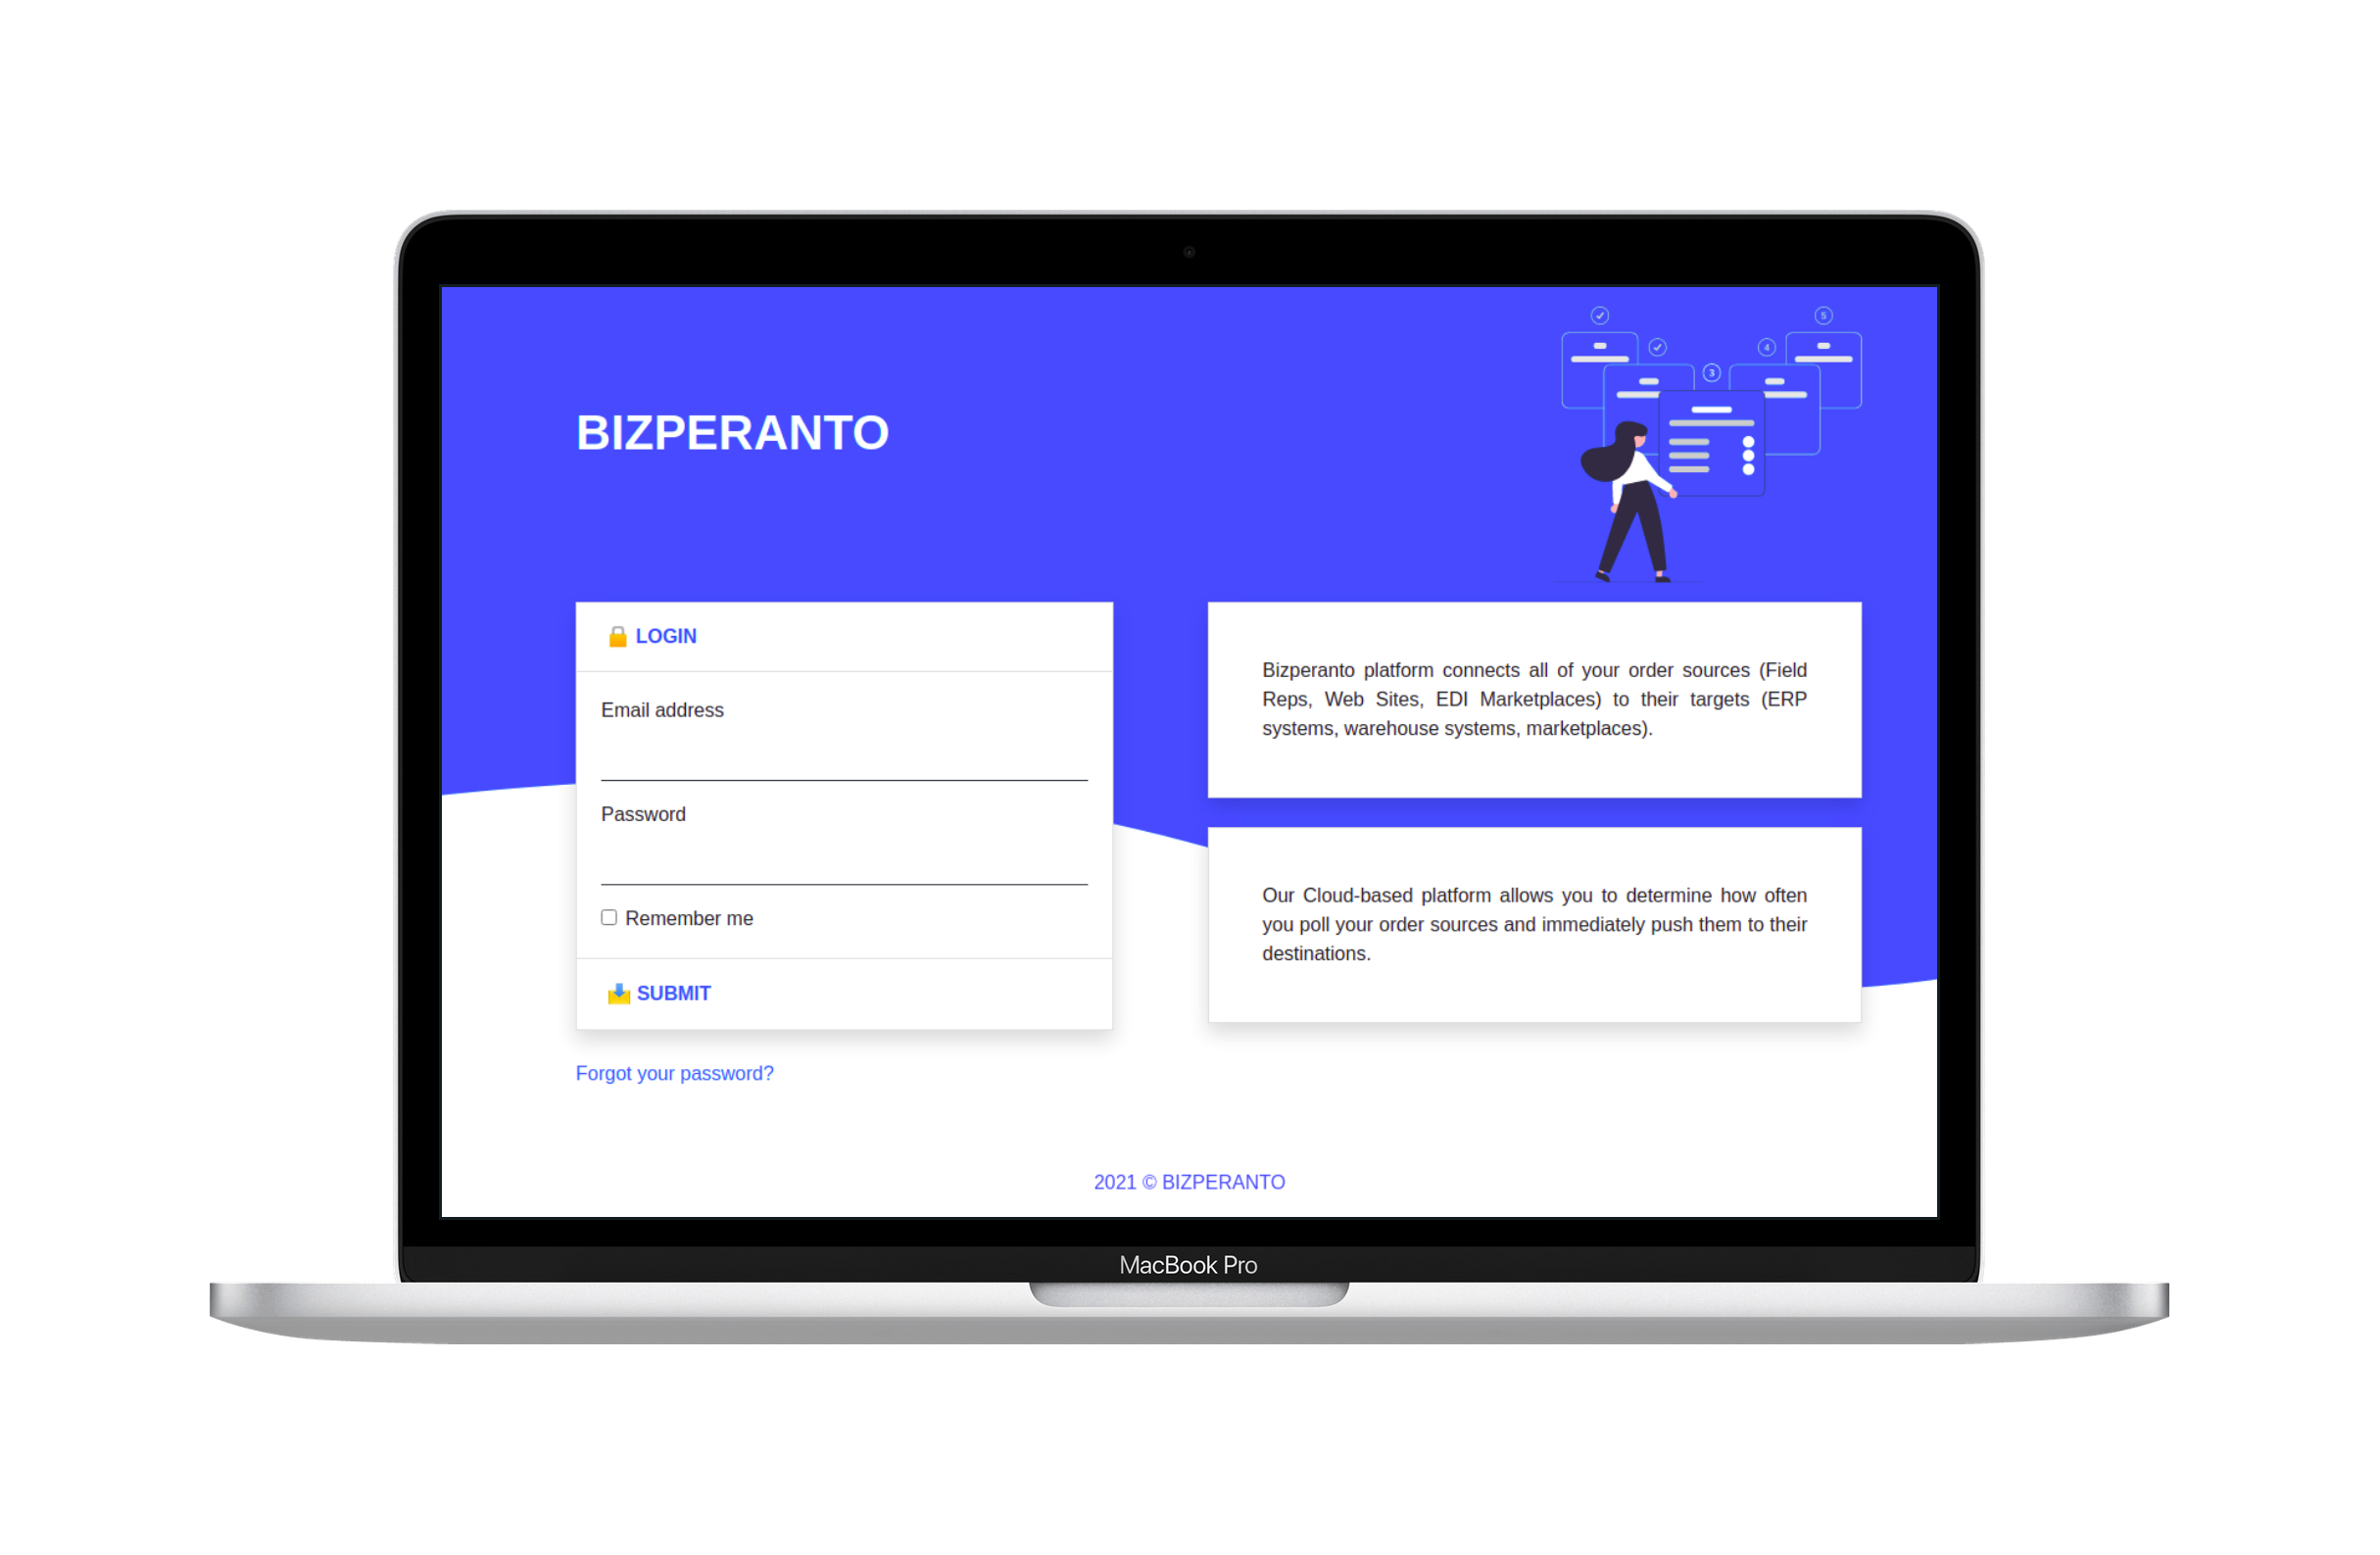 5
4
3
BIZPERANTO
LOGIN
Email address
Password
Remember me
SUBMIT
Forgot your password?
Bizperanto platform connects all of your order sources (Field
Reps, Web Sites, EDI Marketplaces) to their targets (ERP
systems, warehouse systems, marketplaces).
Our Cloud-based platform allows you to determine how often
you poll your order sources and immediately push them to their
destinations.
2021 © BIZPERANTO
MacBook Pro